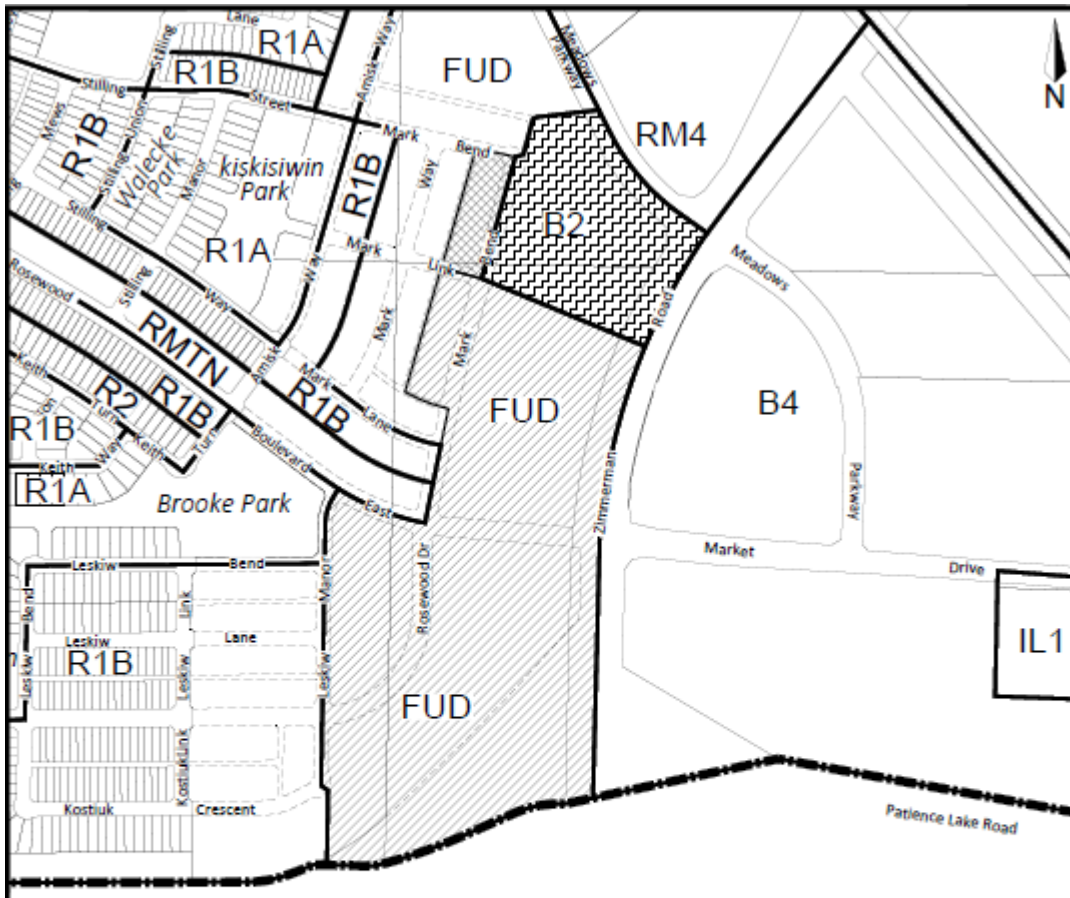 Lane
R1A
R1B
Stilling
Stilling
Street
Amisk
Way
FUD
Meadows
Parkway
N
RM4
Mews
R1B
Stilling
Union
Walecke
Park
Manor
kiskisiwin
Park
R1B
Mark
Bend
Way
B2
Bend
Stilling
R1A
Way
Mark
Link
Meadows
Road
Rosewood
Stilling
Way
RMTN
Amisk
Mark
Mark
Mark
Lane
R1B
FUD
B4
Keith
Turn
R2
R1B
R1B
Keith
Turn
Boulevard
East
Keith
Way
R1A
Brooke Park
Zimmerman
Parkway
Market
Drive
Leskiw
Bend
Bend
Link
Manor
Rosewood Dr
Leskiw
Lane
R1B
Leskiw
Leskiw
Leskiw
IL1
FUD
Link
Kostiuk
Kostiuk
Crescent
Patience Lake Road